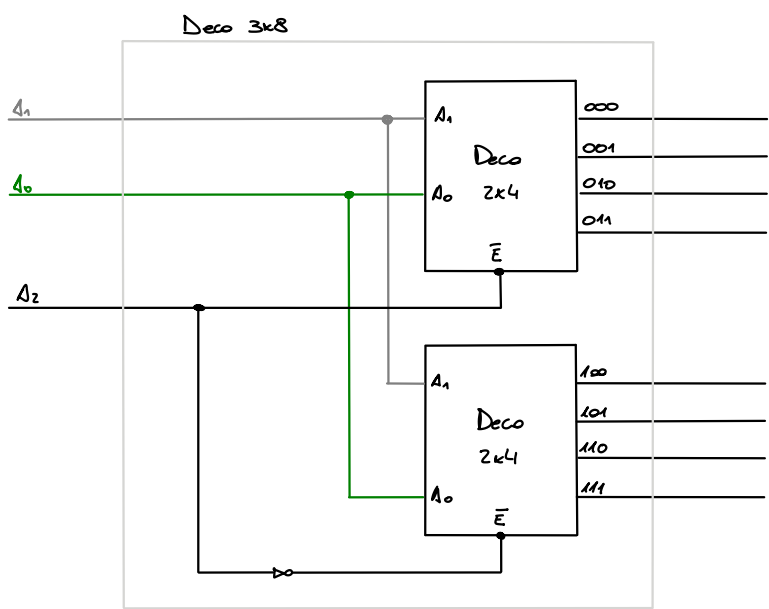 Deco 3x8
A₁
A₀
A₂
A₁
A₀
Deco
2x4
E̅
000
001
010
011
A₁
A₀
Deco
2x4
E̅
100
101
110
111